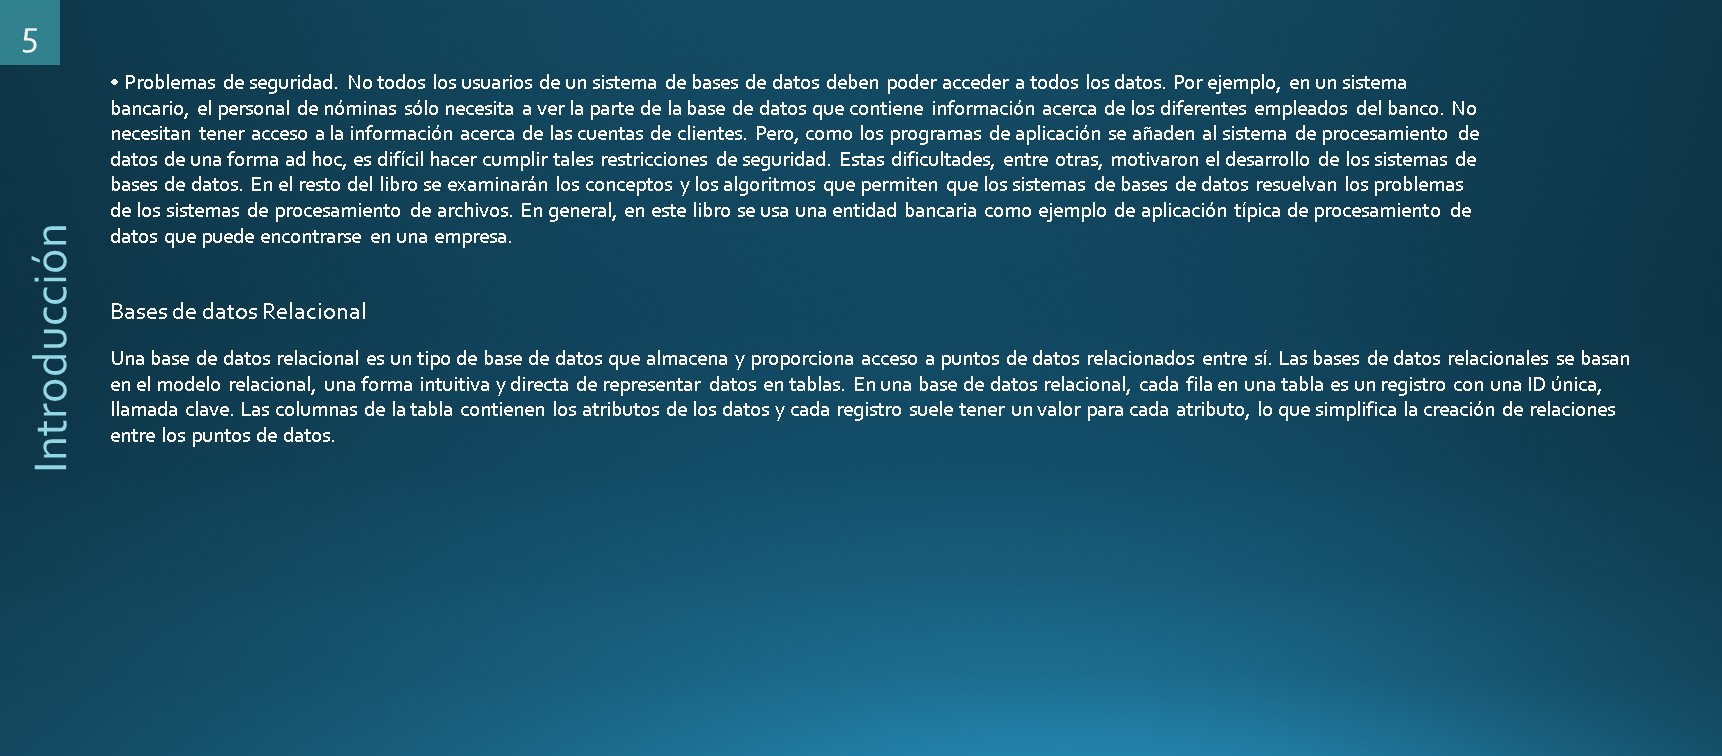 5
Introducción
• Problemas de seguridad. No todos los usuarios de un sistema de bases de datos deben poder acceder a todos los datos. Por ejemplo, en un sistema
bancario, el personal de nóminas sólo necesita a ver la parte de la base de datos que contiene información acerca de los diferentes empleados del banco. No
necesitan tener acceso a la información acerca de las cuentas de clientes. Pero, como los programas de aplicación se añaden al sistema de procesamiento de
datos de una forma ad hoc, es difícil hacer cumplir tales restricciones de seguridad. Estas dificultades, entre otras, motivaron el desarrollo de los sistemas de
bases de datos. En el resto del libro se examinarán los conceptos y los algoritmos que permiten que los sistemas de bases de datos resuelvan los problemas
de los sistemas de procesamiento de archivos. En general, en este libro se usa una entidad bancaria como ejemplo de aplicación típica de procesamiento de
datos que puede encontrarse en una empresa.
Bases de datos Relacional
Una base de datos relacional es un tipo de base de datos que almacena y proporciona acceso a puntos de datos relacionados entre sí. Las bases de datos relacionales se basan
en el modelo relacional, una forma intuitiva y directa de representar datos en tablas. En una base de datos relacional, cada fila en una tabla es un registro con una ID única,
llamada clave. Las columnas de la tabla contienen los atributos de los datos y cada registro suele tener un valor para cada atributo, lo que simplifica la creación de relaciones
entre los puntos de datos.